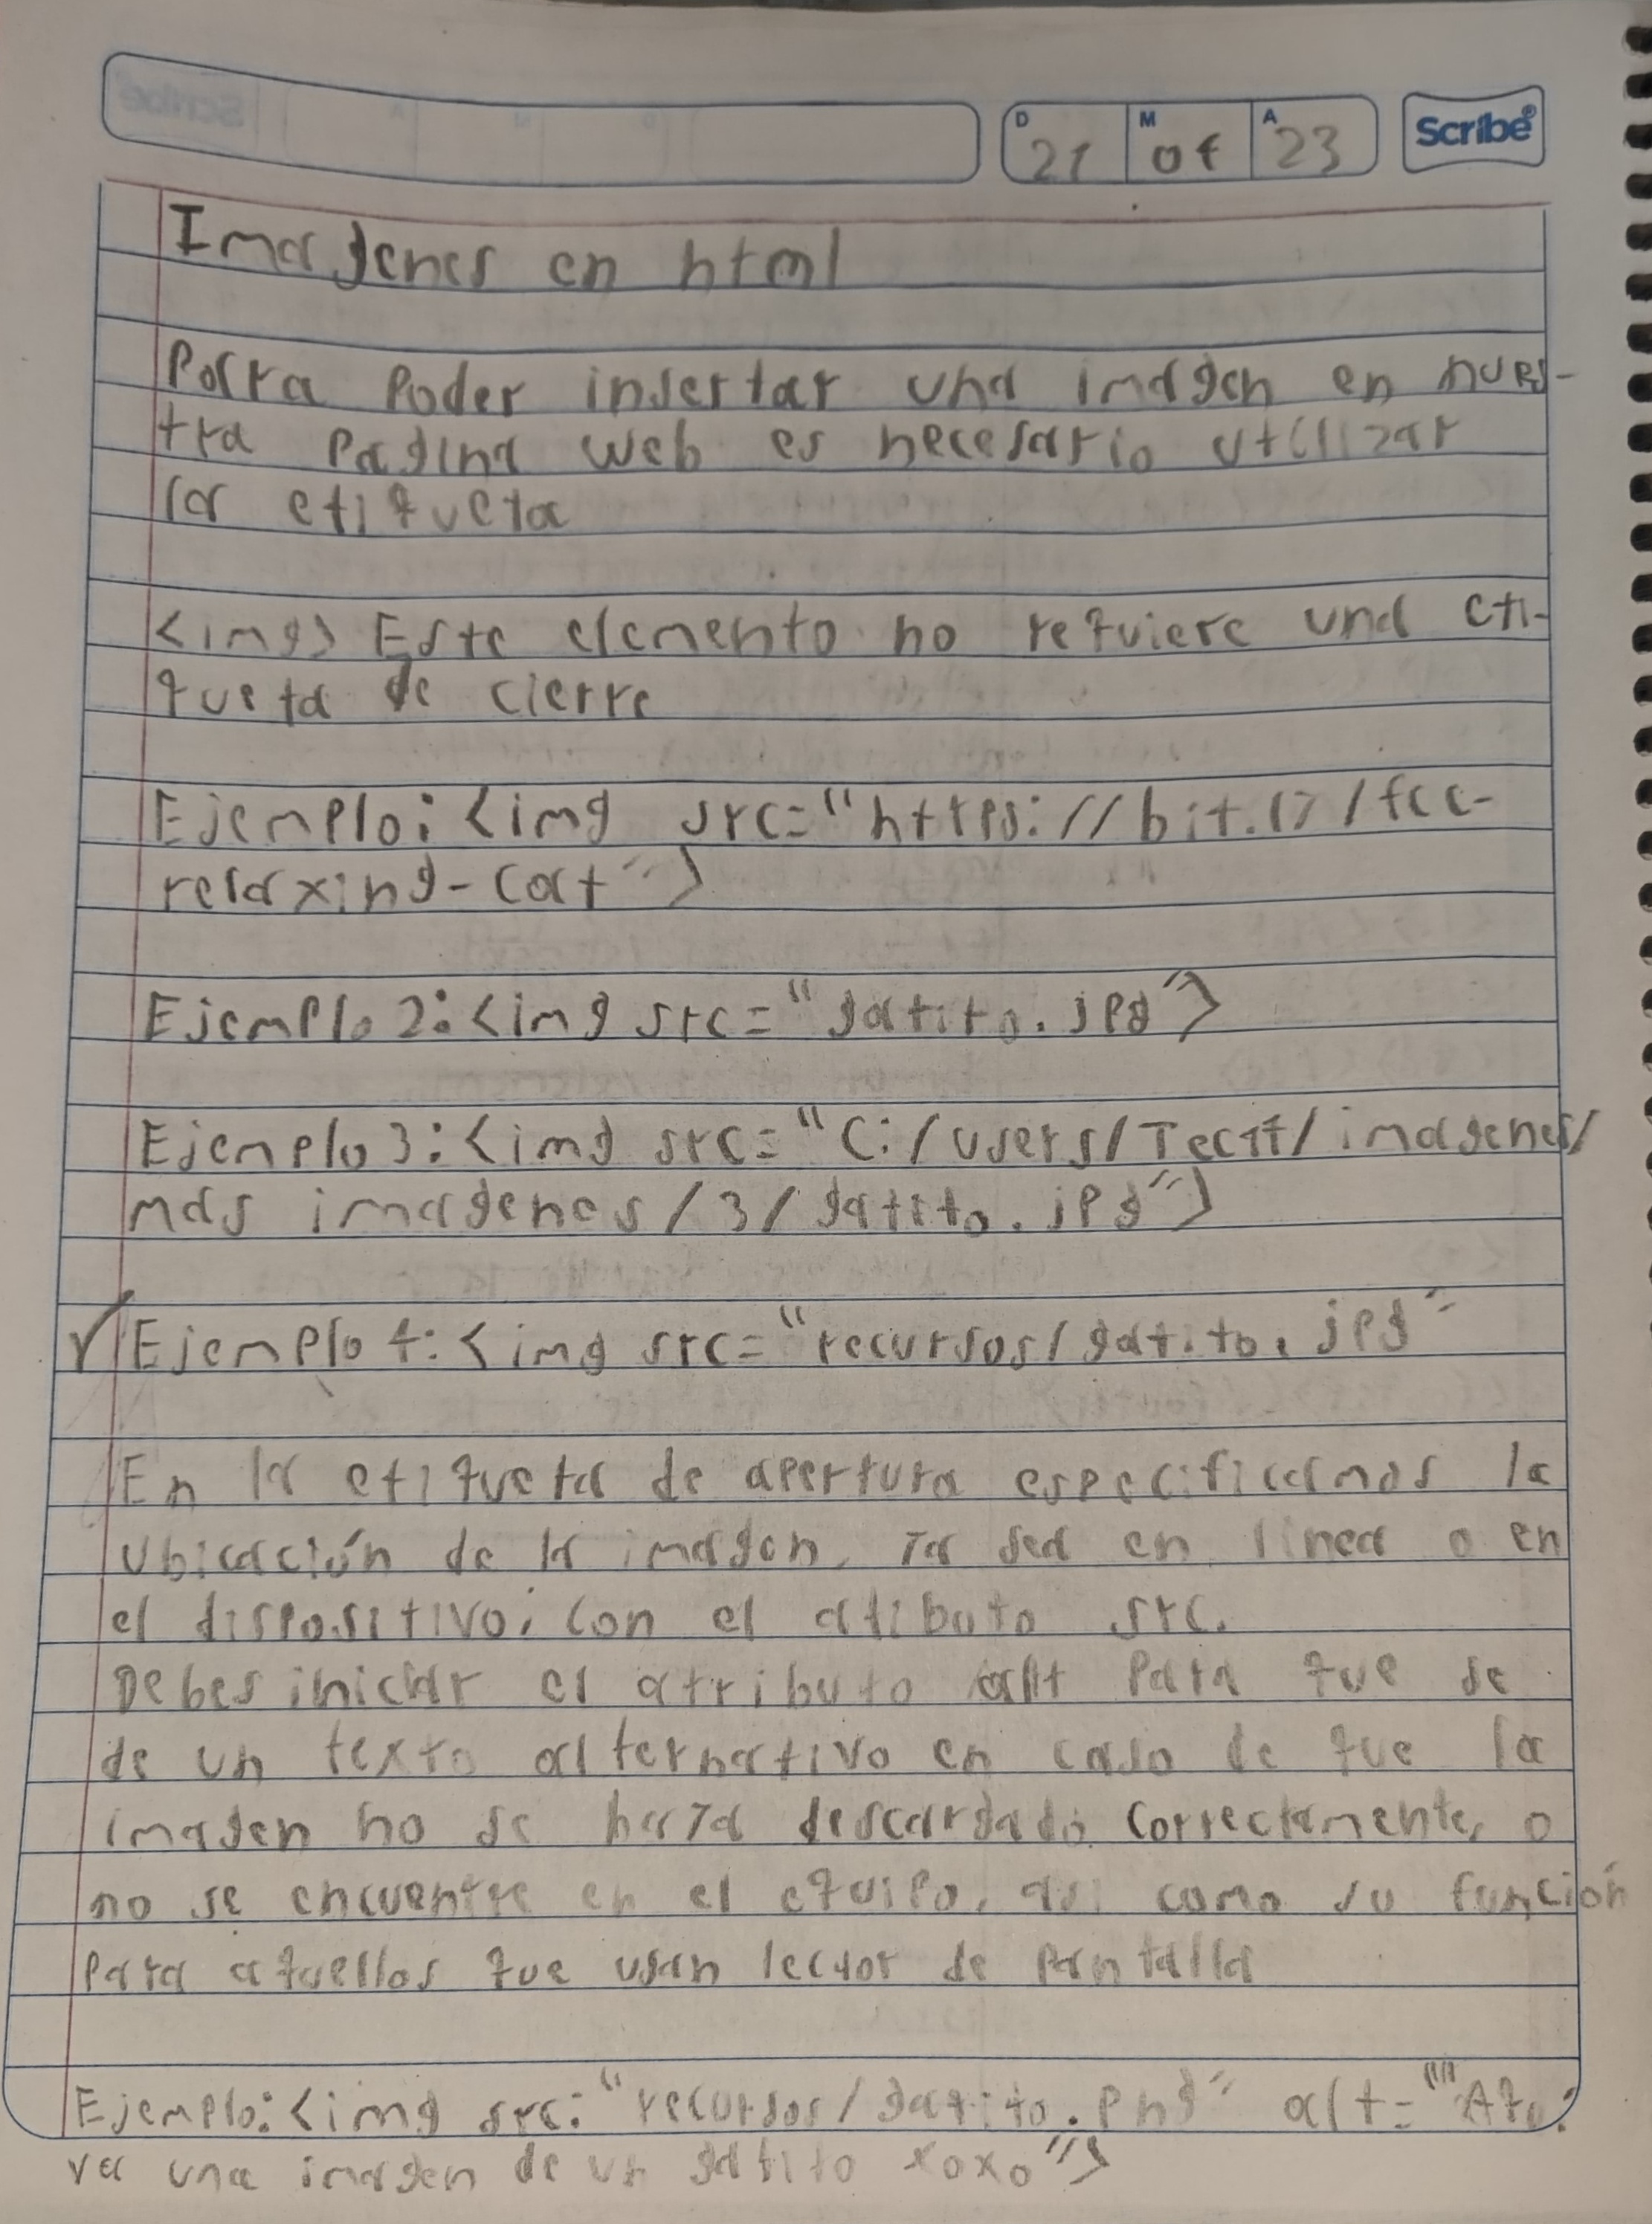 D 21 M 04 A 23 Scribe
Imagenes en html
Para Poder insertar una imagen en nues-
tra Pagina web es necesario utilizar
la etiqueta
<img> Este elemento no requiere una eti-
queta de cierre
Ejemplo: <img src="https://bit.ly/fcc-
relaxing-cat">
Ejemplo 2: <img src="gatito.jpg">
Ejemplo 3: <img src="C:/users/Tecit/imagenes/
mas imagenes/3/gatito.jpg">
✓ Ejemplo 4: <img src="recursos/gatito.jpg"
En la etiqueta de apertura especificamos la
ubicación de la imagen, ya sea en linea o en
el dispositivo, con el atibuto src.
Debes iniciar el atributo alt Para que se
de un texto alternativo en caso de que la
imagen no se haya descargado correctamente, o
no se encuentre en el equipo, asi como su función
Para aquellos que usan lector de pantalla
Ejemplo: <img src:"recursos/gatito.png" alt="Aqui
va una imagen de un gatito xoxo">